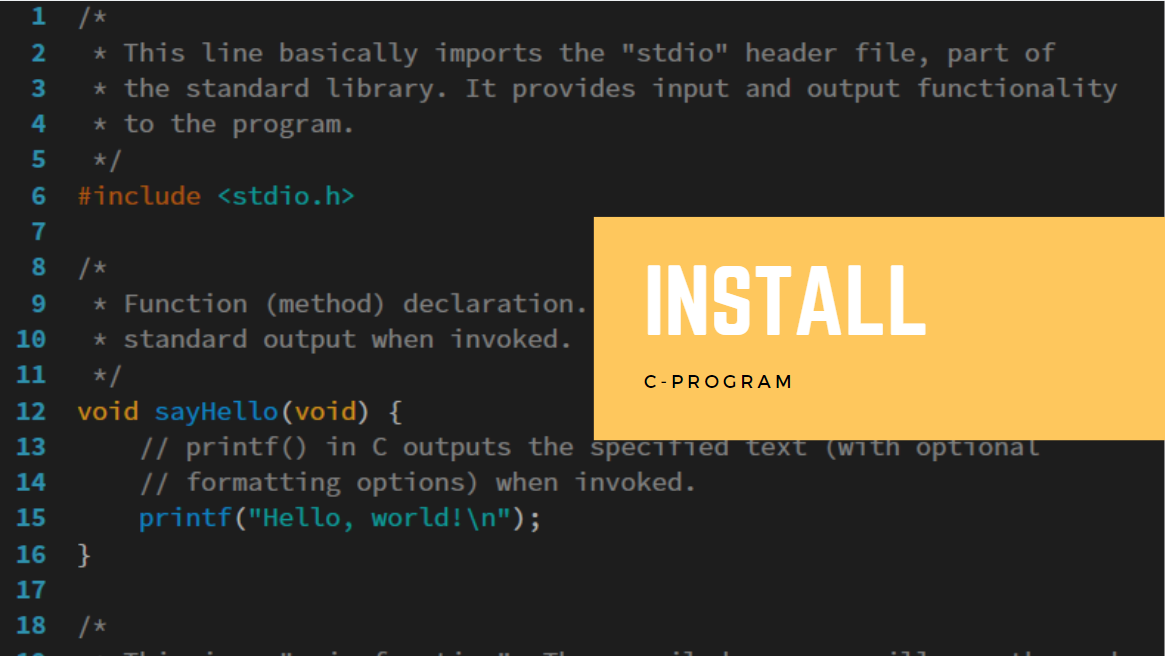 1 /*
2 * This line basically imports the "stdio" header file, part of
3 * the standard library. It provides input and output functionality
4 * to the program.
5 */
6 #include <stdio.h>
7
8 /*
9 * Function (method) declaration.
10 * standard output when invoked.
11 */
12 void sayHello(void) {
13 // printf() in C outputs the specified text (with optional
14 // formatting options) when invoked.
15 printf("Hello, world!\n");
16 }
17
18 /*
INSTALL
C-PROGRAM